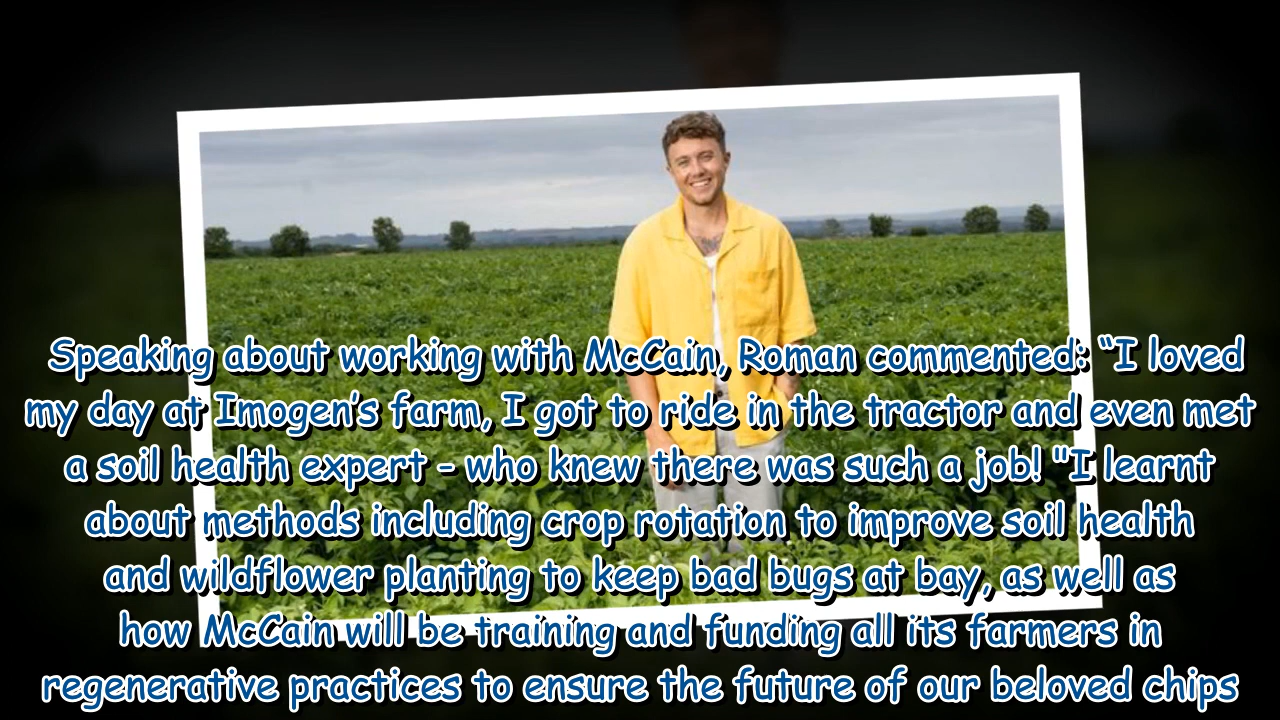 Speaking about working with McCain, Roman commented: “I loved
my day at Imogen’s farm, I got to ride in the tractor and even met
a soil health expert - who knew there was such a job! "I learnt
about methods including crop rotation to improve soil health
and wildflower planting to keep bad bugs at bay, as well as
how McCain will be training and funding all its farmers in
regenerative practices to ensure the future of our beloved chips